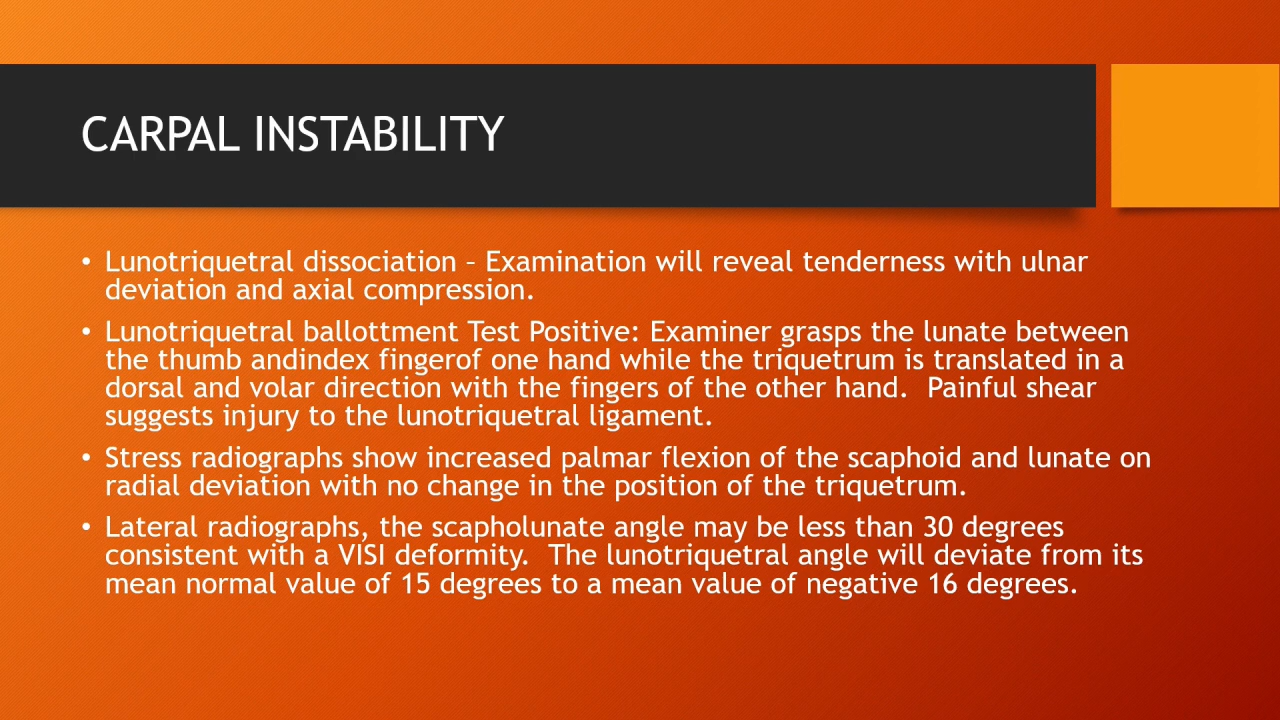 CARPAL INSTABILITY
• Lunotriquetral dissociation – Examination will reveal tenderness with ulnar
deviation and axial compression.
• Lunotriquetral ballottment Test Positive: Examiner grasps the lunate between
the thumb andindex fingerof one hand while the triquetrum is translated in a
dorsal and volar direction with the fingers of the other hand.  Painful shear
suggests injury to the lunotriquetral ligament.
• Stress radiographs show increased palmar flexion of the scaphoid and lunate on
radial deviation with no change in the position of the triquetrum.
• Lateral radiographs, the scapholunate angle may be less than 30 degrees
consistent with a VISI deformity.  The lunotriquetral angle will deviate from its
mean normal value of 15 degrees to a mean value of negative 16 degrees.